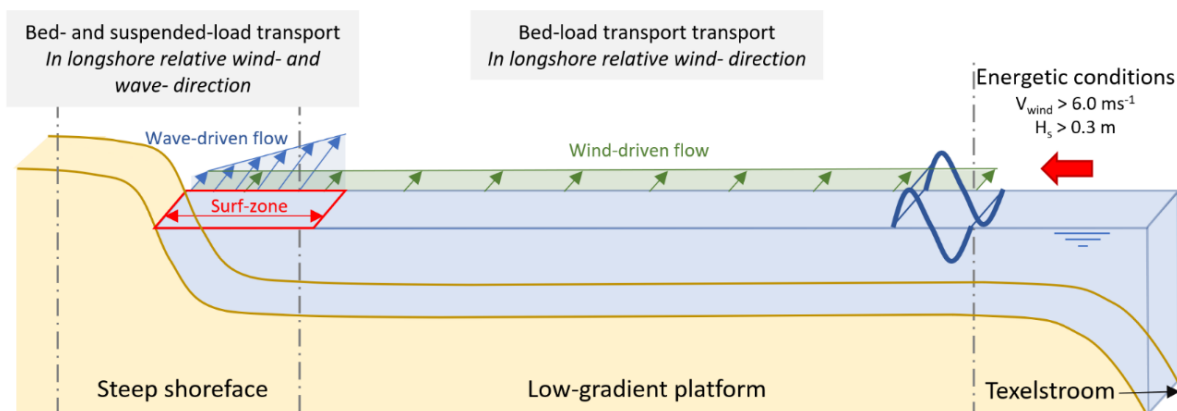 Bed- and suspended-load transport
In longshore relative wind- and
wave- direction
Bed-load transport transport
In longshore relative wind- direction
Energetic conditions
Vwind > 6.0 ms⁻¹
Hs > 0.3 m
Wave-driven flow
Wind-driven flow
Surf-zone
Steep shoreface
Low-gradient platform
Texelstroom